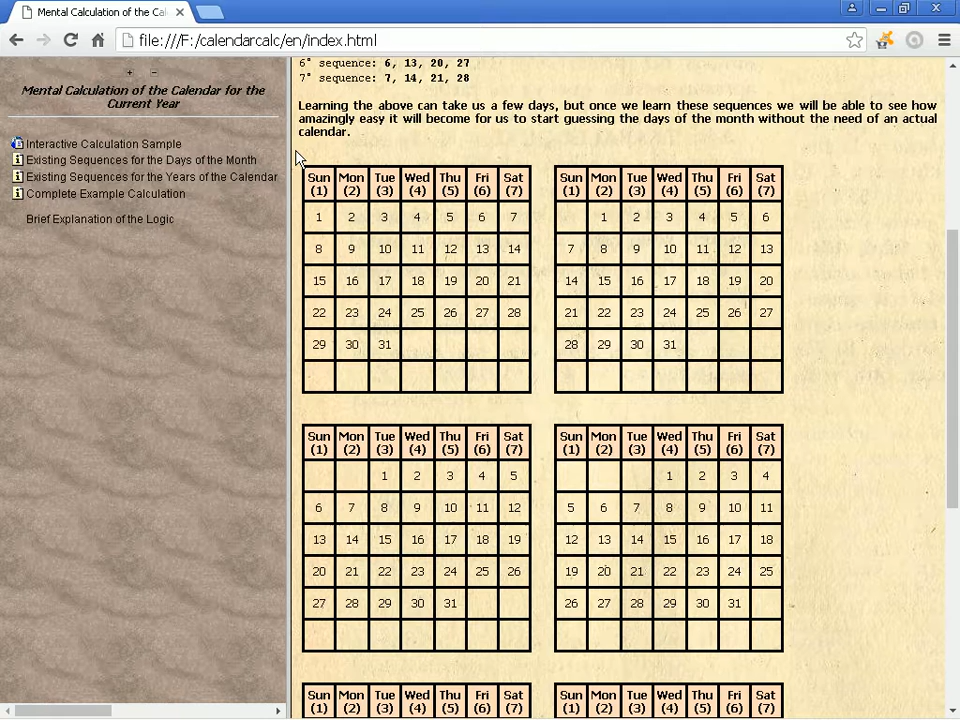 Mental Calculation of the Cal
file:///F:/calendarcalc/en/index.html
+ −
Mental Calculation of the Calendar for the
Current Year
Interactive Calculation Sample
Existing Sequences for the Days of the Month
Existing Sequences for the Years of the Calendar
Complete Example Calculation
Brief Explanation of the Logic
6° sequence: 6, 13, 20, 27
7° sequence: 7, 14, 21, 28
Learning the above can take us a few days, but once we learn these sequences we will be able to see how
amazingly easy it will become for us to start guessing the days of the month without the need of an actual
calendar.
Sun Mon Tue Wed Thu Fri Sat
(1) (2) (3) (4) (5) (6) (7)
1 2 3 4 5 6 7
8 9 10 11 12 13 14
15 16 17 18 19 20 21
22 23 24 25 26 27 28
29 30 31
Sun Mon Tue Wed Thu Fri Sat
(1) (2) (3) (4) (5) (6) (7)
1 2 3 4 5 6
7 8 9 10 11 12 13
14 15 16 17 18 19 20
21 22 23 24 25 26 27
28 29 30 31
Sun Mon Tue Wed Thu Fri Sat
(1) (2) (3) (4) (5) (6) (7)
1 2 3 4 5
6 7 8 9 10 11 12
13 14 15 16 17 18 19
20 21 22 23 24 25 26
27 28 29 30 31
Sun Mon Tue Wed Thu Fri Sat
(1) (2) (3) (4) (5) (6) (7)
1 2 3 4
5 6 7 8 9 10 11
12 13 14 15 16 17 18
19 20 21 22 23 24 25
26 27 28 29 30 31
Sun Mon Tue Wed Thu Fri Sat
(1) (2) (3) (4) (5) (6) (7)
Sun Mon Tue Wed Thu Fri Sat
(1) (2) (3) (4) (5) (6) (7)